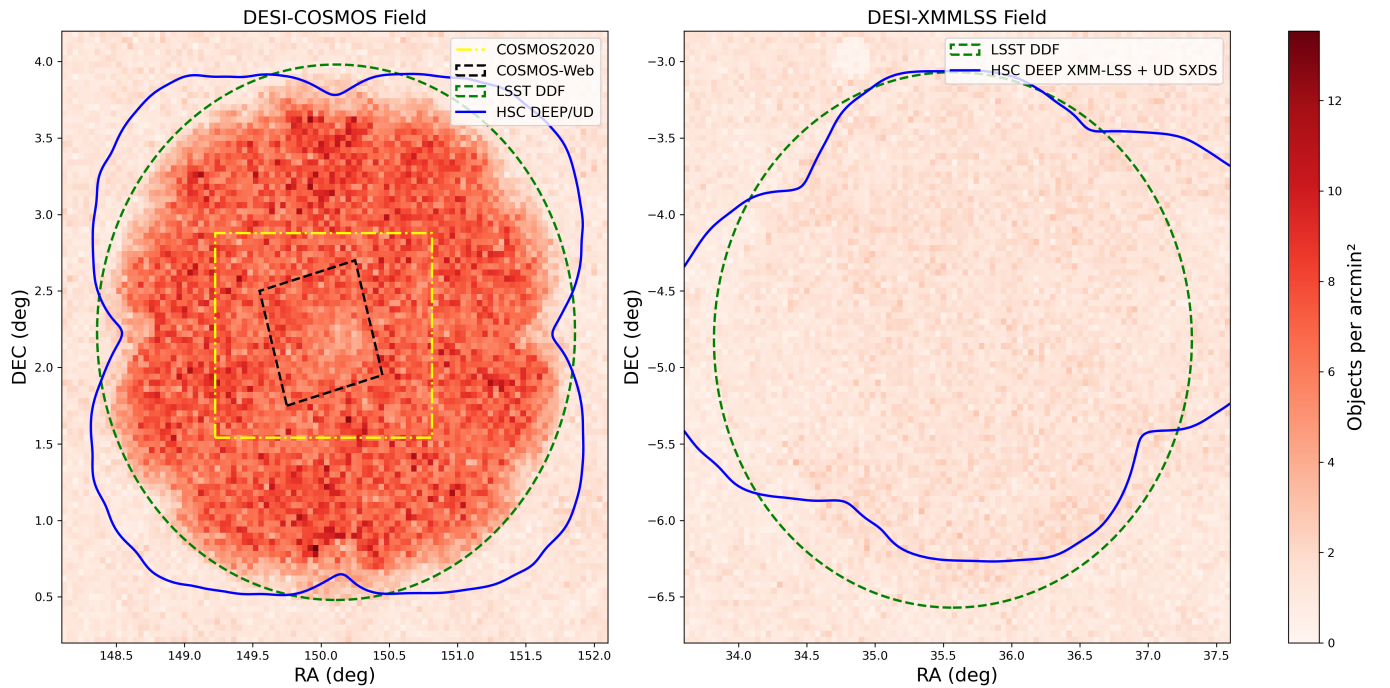 DESI-COSMOS Field
COSMOS2020
COSMOS-Web
LSST DDF
HSC DEEP/UD
4.0
3.5
3.0
2.5
2.0
1.5
1.0
0.5
DEC (deg)
148.5 149.0 149.5 150.0 150.5 151.0 151.5 152.0
RA (deg)
DESI-XMMLSS Field
LSST DDF
HSC DEEP XMM-LSS + UD SXDS
−3.0
−3.5
−4.0
−4.5
−5.0
−5.5
−6.0
−6.5
DEC (deg)
34.0 34.5 35.0 35.5 36.0 36.5 37.0 37.5
RA (deg)
12
10
8
6
4
2
0
Objects per arcmin²